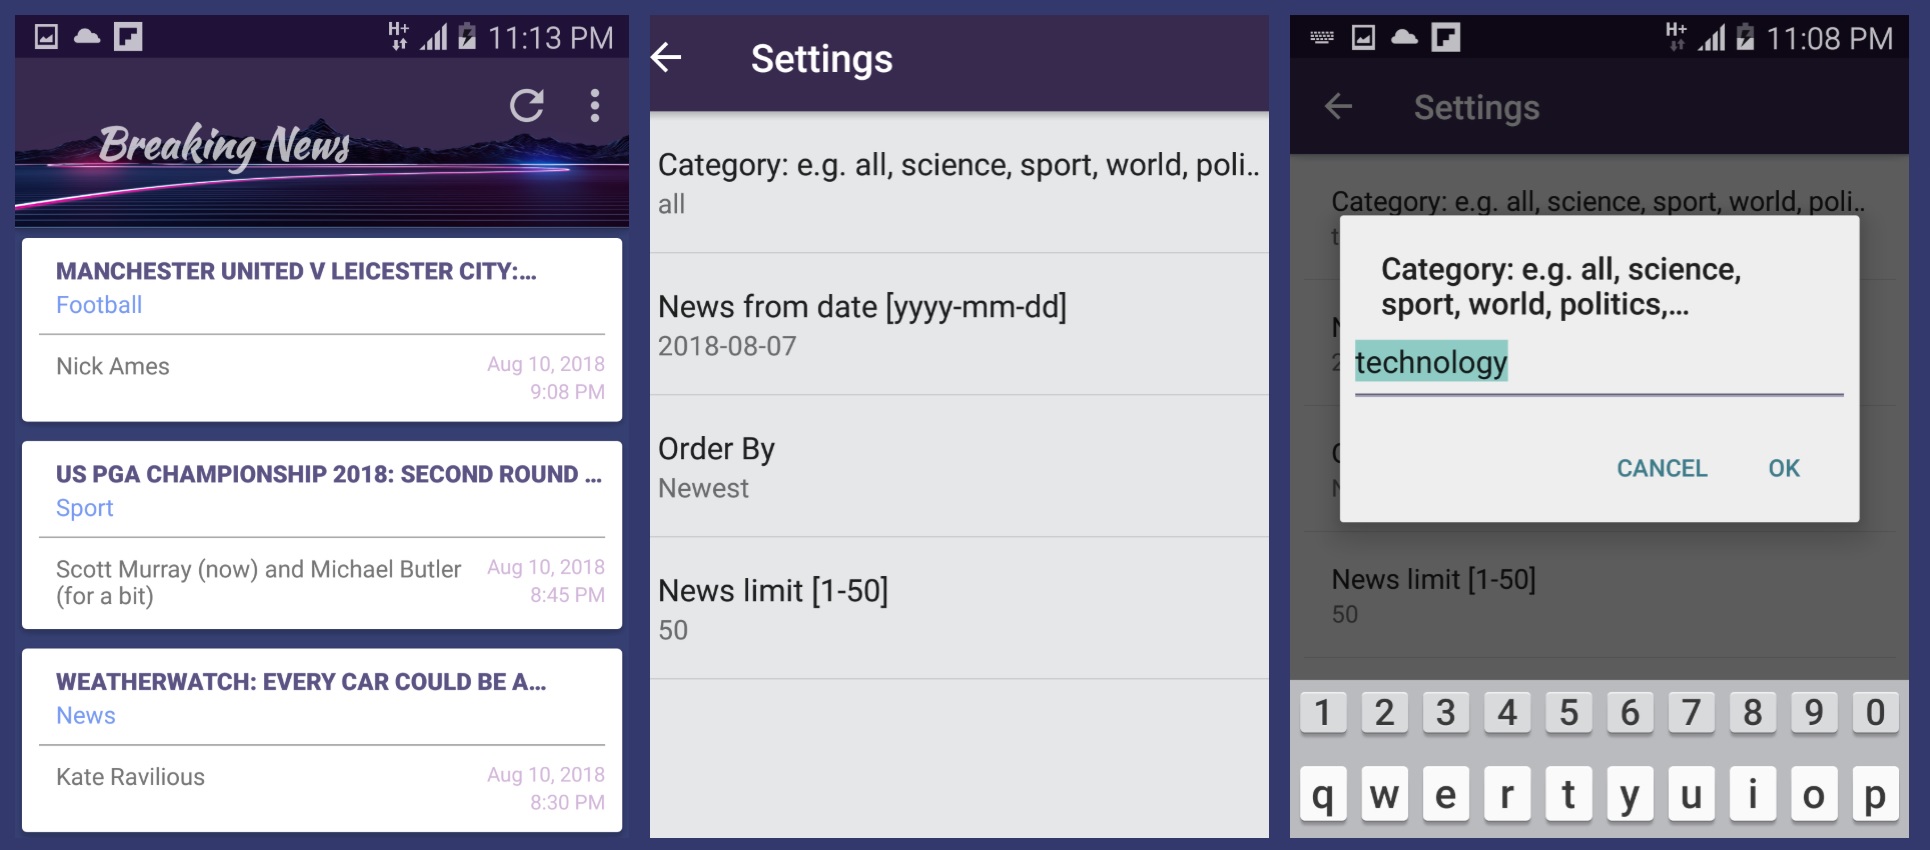 H+ 11:13 PM
Breaking News
MANCHESTER UNITED V LEICESTER CITY:...
Football
Nick Ames
Aug 10, 2018
9:08 PM
US PGA CHAMPIONSHIP 2018: SECOND ROUND ...
Sport
Scott Murray (now) and Michael Butler
(for a bit)
Aug 10, 2018
8:45 PM
WEATHERWATCH: EVERY CAR COULD BE A...
News
Kate Ravilious
Aug 10, 2018
8:30 PM
Settings
Category: e.g. all, science, sport, world, poli..
all
News from date [yyyy-mm-dd]
2018-08-07
Order By
Newest
News limit [1-50]
50
H+ 11:08 PM
Settings
Category: e.g. all, science, sport, world, poli..
Category: e.g. all, science,
sport, world, politics,...
technology
CANCEL OK
News limit [1-50]
50
1 2 3 4 5 6 7 8 9 0
q w e r t y u i o p